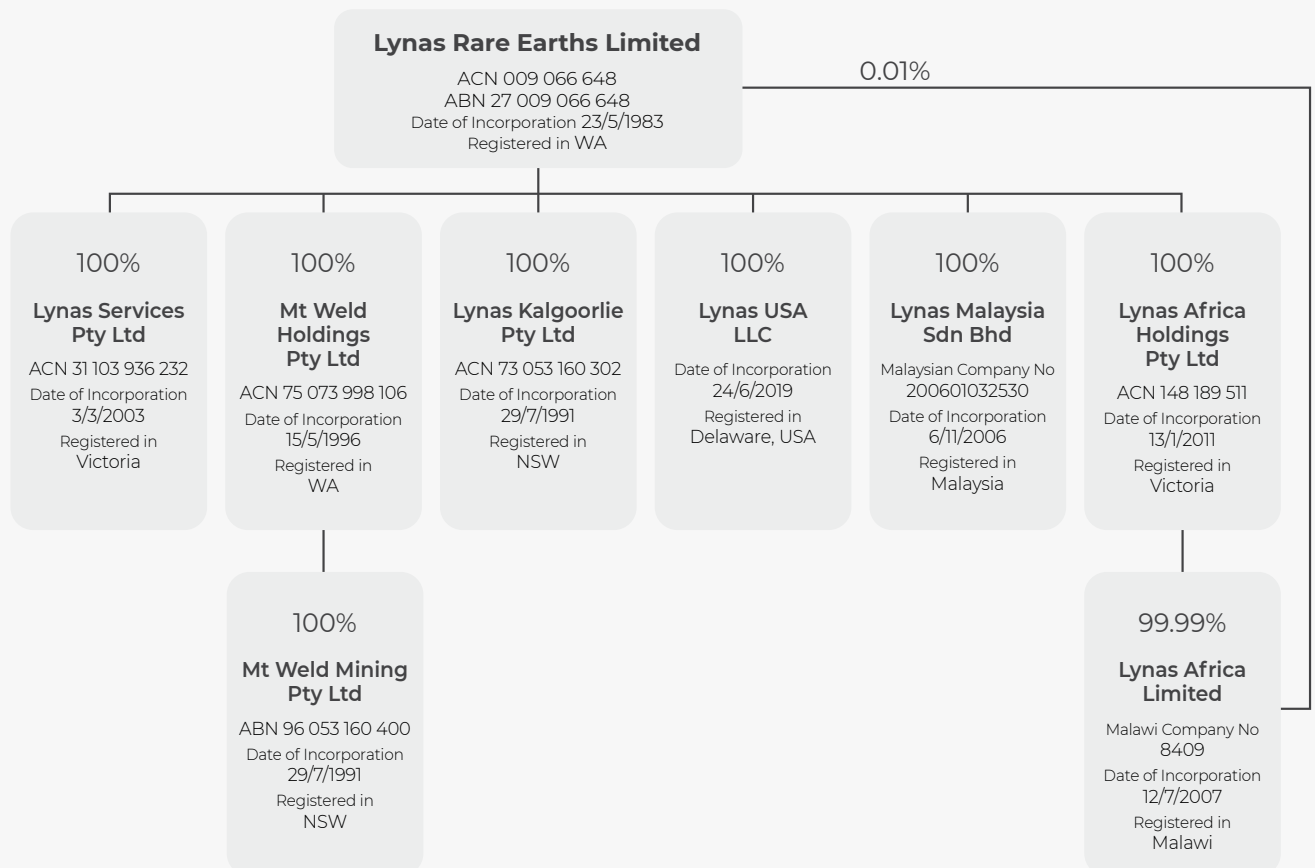 Lynas Rare Earths Limited
ACN 009 066 648
ABN 27 009 066 648
Date of Incorporation 23/5/1983
Registered in WA
0.01%
100%
Lynas Services
Pty Ltd
ACN 31 103 936 232
Date of Incorporation
3/3/2003
Registered in
Victoria
100%
Mt Weld
Holdings
Pty Ltd
ACN 75 073 998 106
Date of Incorporation
15/5/1996
Registered in
WA
100%
Lynas Kalgoorlie
Pty Ltd
ACN 73 053 160 302
Date of Incorporation
29/7/1991
Registered in
NSW
100%
Lynas USA
LLC
Date of Incorporation
24/6/2019
Registered in
Delaware, USA
100%
Lynas Malaysia
Sdn Bhd
Malaysian Company No
200601032530
Date of Incorporation
6/11/2006
Registered in
Malaysia
100%
Lynas Africa
Holdings
Pty Ltd
ACN 148 189 511
Date of Incorporation
13/1/2011
Registered in
Victoria
100%
Mt Weld Mining
Pty Ltd
ABN 96 053 160 400
Date of Incorporation
29/7/1991
Registered in
NSW
99.99%
Lynas Africa
Limited
Malawi Company No
8409
Date of Incorporation
12/7/2007
Registered in
Malawi